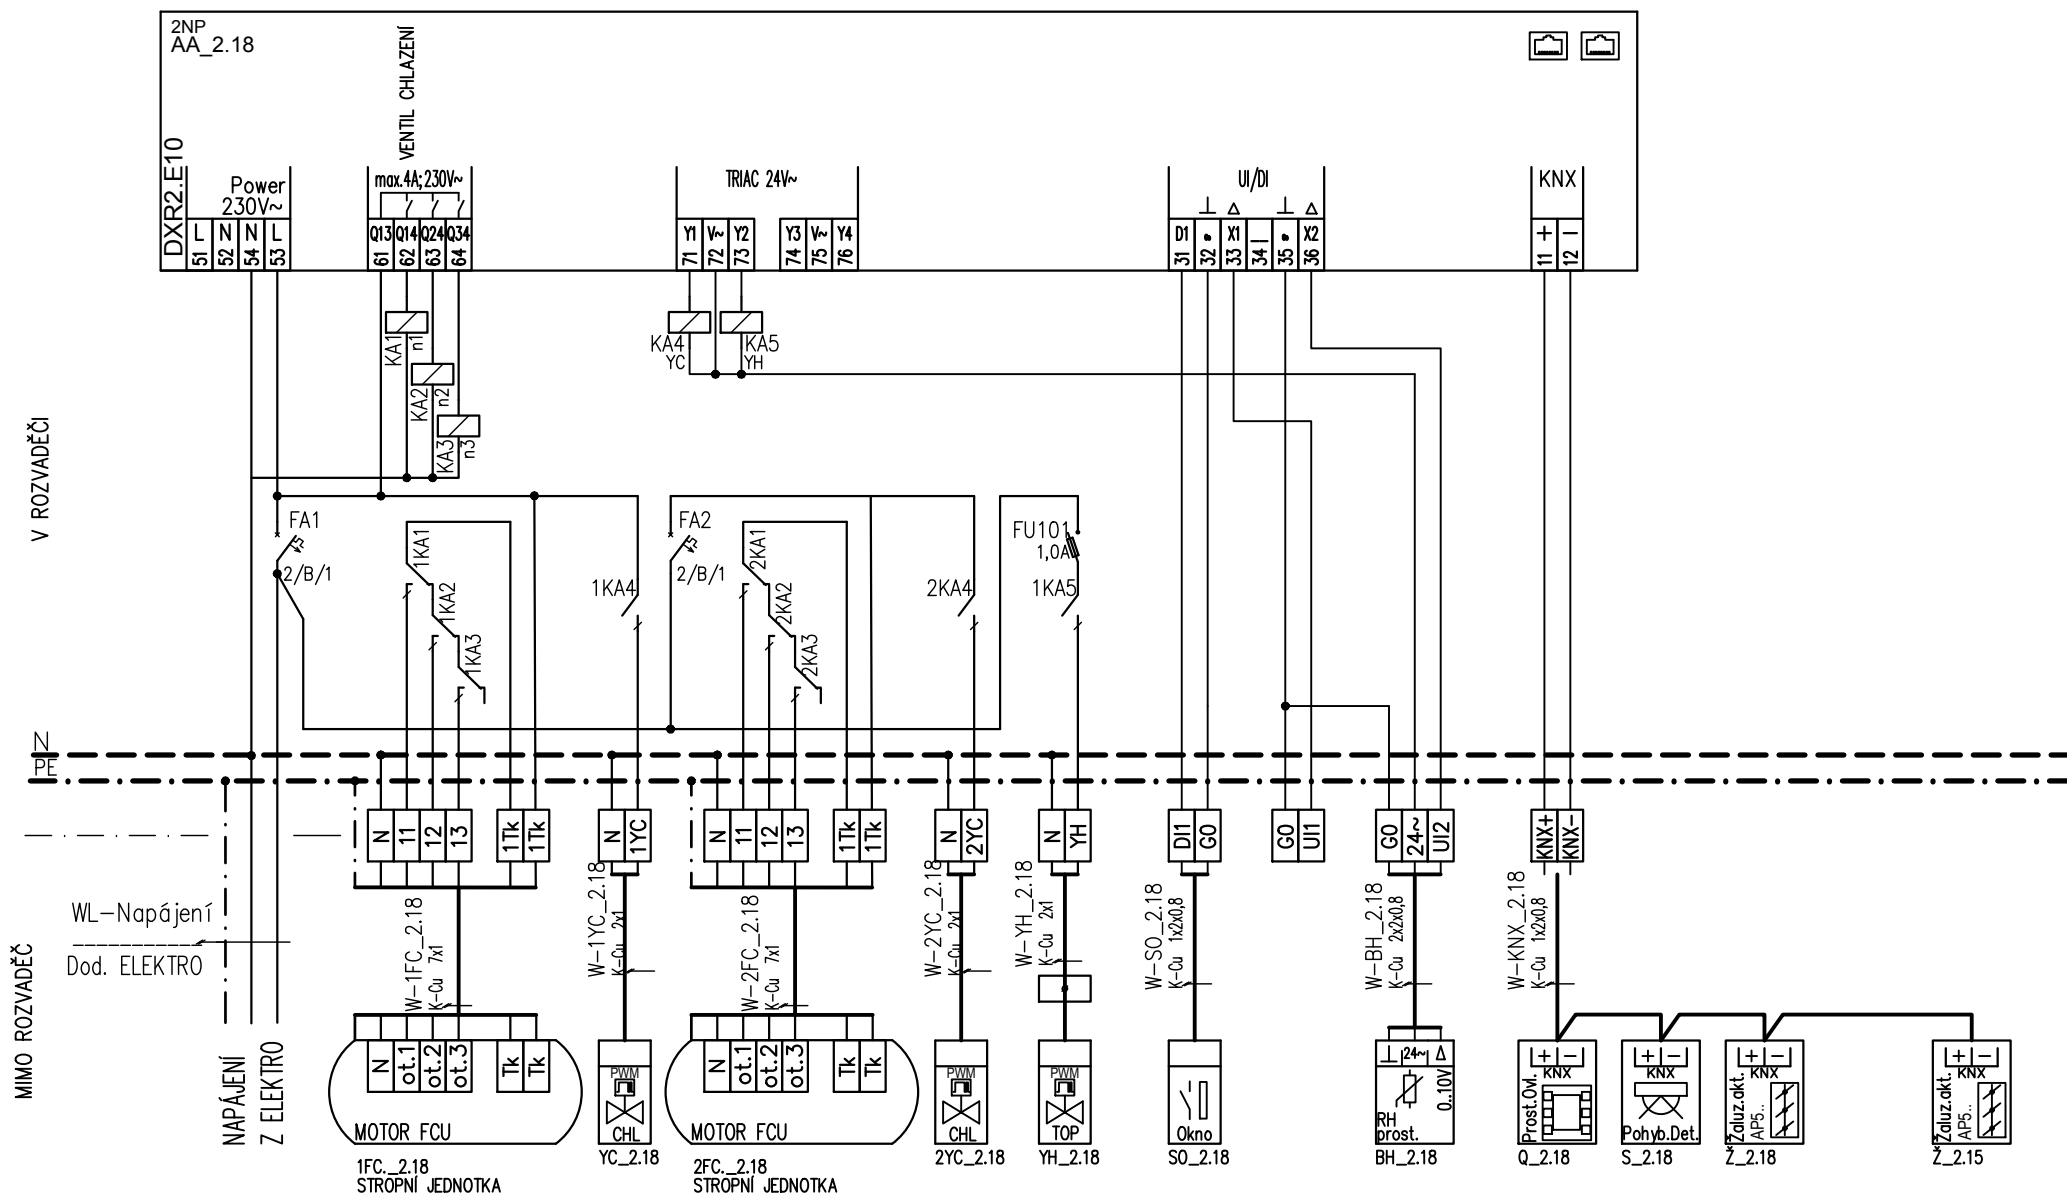 2NP
AA_2.18
DXR2.E10
VENTIL CHLAZENÍ
Power
230V~
max.4A;230V~
TRIAC 24V~
UI/DI
KNX
L N N L
51 52 54 53
Q13 Q14 Q24 Q34
61 62 63 64
Y1 V~ Y2
71 72 73
Y3 V~ Y4
74 75 76
D1 X1 X2
31 32 33 34 35 36
+ −
11 12
KA1 n1
KA2 n2
KA3 n3
KA4
YC
KA5
YH
V ROZVADĚČI
FA1
2/B/1
1KA1
1KA2
1KA3
1KA4
FA2
2/B/1
2KA1
2KA2
2KA3
2KA4
FU101
1,0A
1KA5
N
PE
N 11 12 13 1Tk 1Tk
N 1YC
N 11 12 13 1Tk 1Tk
N 2YC
N YH
DI1 G0
G0 UI1
G0 24~ UI2
KNX+ KNX-
MIMO ROZVADĚČ
WL-Napájení
Dod. ELEKTRO
NAPÁJENÍ
Z ELEKTRO
W-1FC_2.18
K-Cu 7x1
W-1YC_2.18
K-Cu 2x1
W-2FC_2.18
K-Cu 7x1
W-2YC_2.18
K-Cu 2x1
W-YH_2.18
K-Cu 2x1
W-SO_2.18
K-Cu 1x2x0,8
W-BH_2.18
K-Cu 2x2x0,8
W-KNX_2.18
K-Cu 1x2x0,8
N ot.1 ot.2 ot.3 Tk Tk
MOTOR FCU
1FC._2.18
STROPNÍ JEDNOTKA
PWM
CHL
YC_2.18
N ot.1 ot.2 ot.3 Tk Tk
MOTOR FCU
2FC._2.18
STROPNÍ JEDNOTKA
PWM
CHL
2YC_2.18
PWM
TOP
YH_2.18
Okno
SO_2.18
24~
0..10V
RH
prost.
BH_2.18
+ −
KNX
Prost.Ovl.
Q_2.18
+ −
KNX
Pohyb.Det.
S_2.18
+ −
KNX
Žaluz.akt.
AP5..
Ž_2.18
+ −
KNX
Žaluz.akt.
AP5..
Ž_2.15